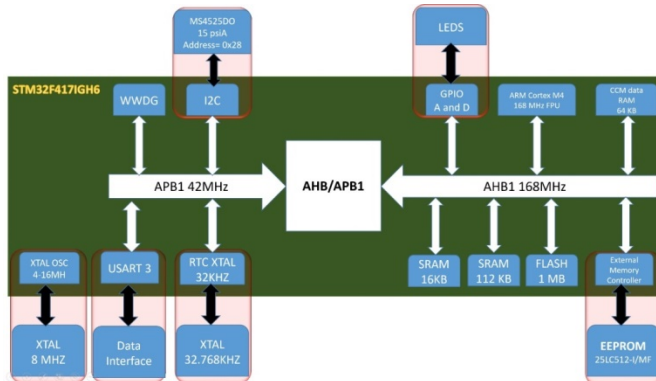 MS4525DO
15 psiA
Address= 0x28
LEDS
STM32F417IGH6
WWDG
I2C
GPIO
A and D
ARM Cortex M4
168 MHz FPU
CCM data
RAM
64 KB
APB1 42MHz
AHB/APB1
AHB1 168MHz
XTAL OSC
4-16MH
USART 3
RTC XTAL
32KHZ
SRAM
16KB
SRAM
112 KB
FLASH
1 MB
External
Memory
Controller
XTAL
8 MHZ
Data
Interface
XTAL
32.768KHZ
EEPROM
25LC512-I/MF